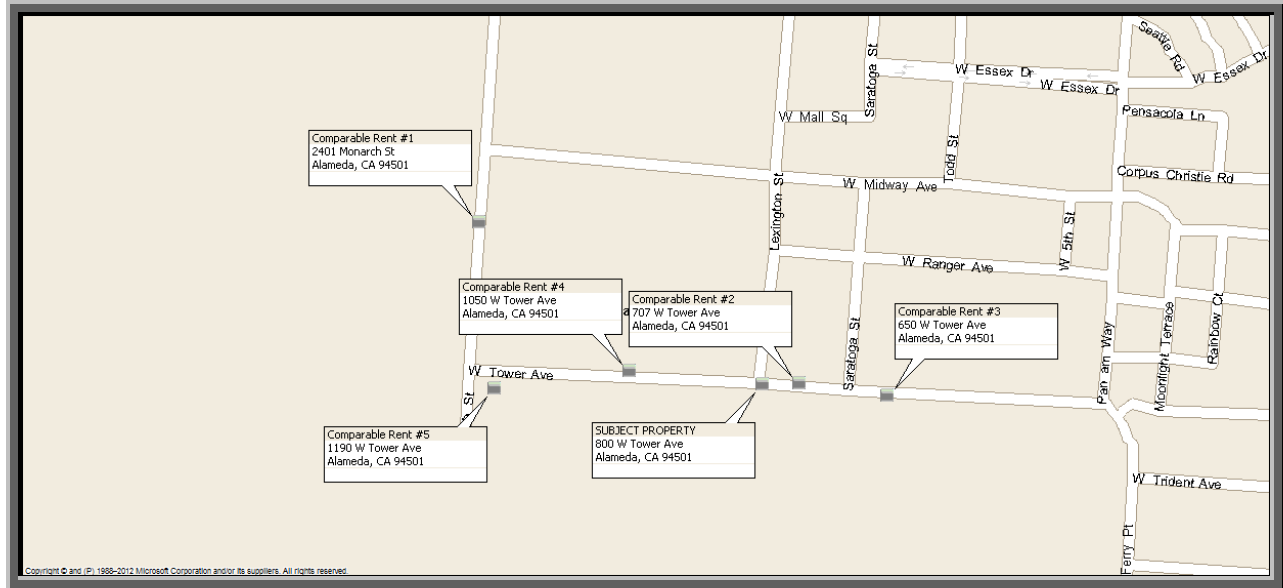 Seattle Rd
W Essex Dr
W Essex Dr
W Essex Dr
Saratoga St
W Mall Sq
Pensacola Ln
Todd St
Comparable Rent #1
2401 Monarch St
Alameda, CA 94501
Corpus Christie Rd
W Midway Ave
Lexington St
W 5th St
W Ranger Ave
Comparable Rent #4
1050 W Tower Ave
Alameda, CA 94501
Comparable Rent #2
707 W Tower Ave
Alameda, CA 94501
Comparable Rent #3
650 W Tower Ave
Alameda, CA 94501
Saratoga St
Pan am Way
Moonlight Terrace
Rainbow Ct
W Tower Ave
St
Comparable Rent #5
1190 W Tower Ave
Alameda, CA 94501
SUBJECT PROPERTY
800 W Tower Ave
Alameda, CA 94501
W Trident Ave
Ferry Pt
Copyright © and (P) 1988–2012 Microsoft Corporation and/or its suppliers. All rights reserved.